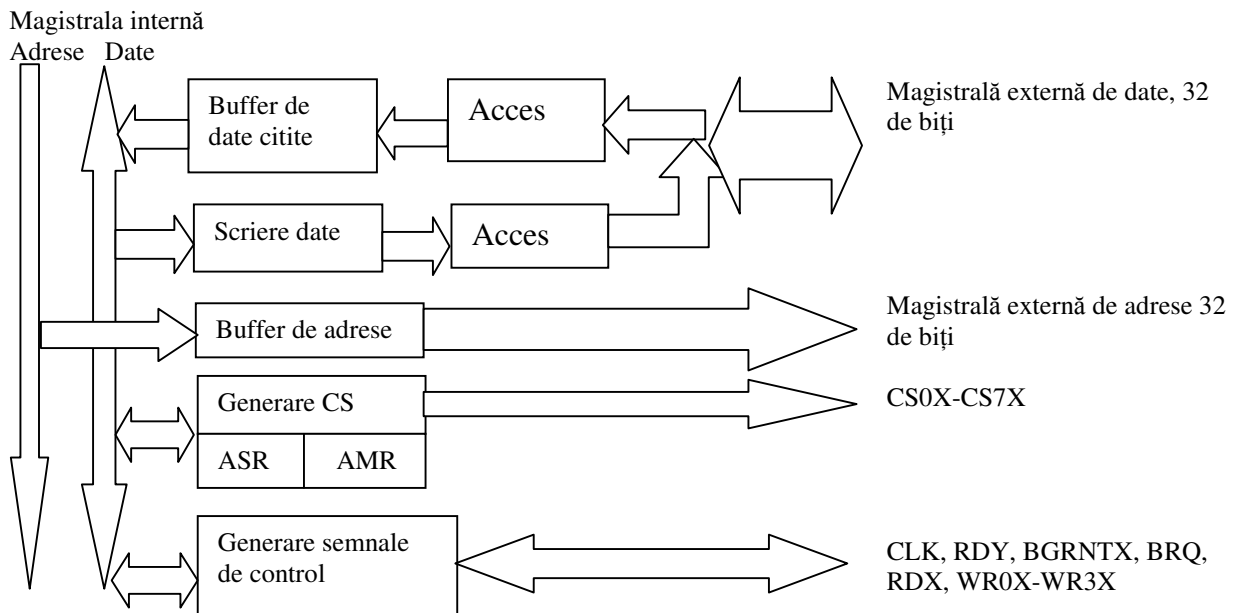 Magistrala internă
Adrese Date
Buffer de
date citite
Acces
Magistrală externă de date, 32
de biți
Scriere date
Acces
Buffer de adrese
Magistrală externă de adrese 32
de biți
Generare CS
CS0X-CS7X
ASR
AMR
Generare semnale
de control
CLK, RDY, BGRNTX, BRQ,
RDX, WR0X-WR3X